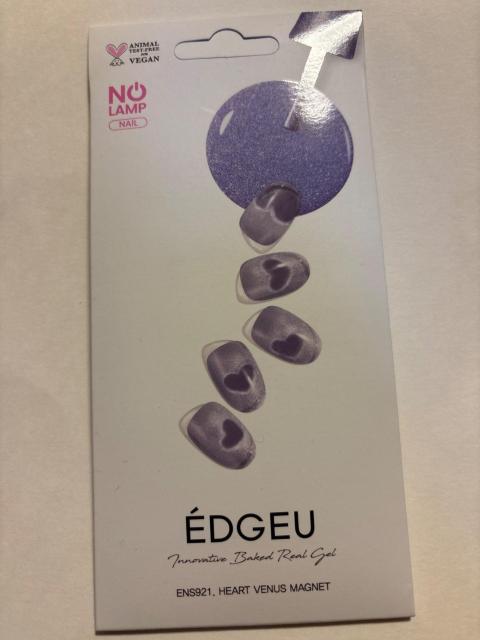 ANIMAL
TEST-FREE
VEGAN
NO
LAMP
NAIL
ÉDGEU
Innovative Baked Real Gel
ENS921. HEART VENUS MAGNET